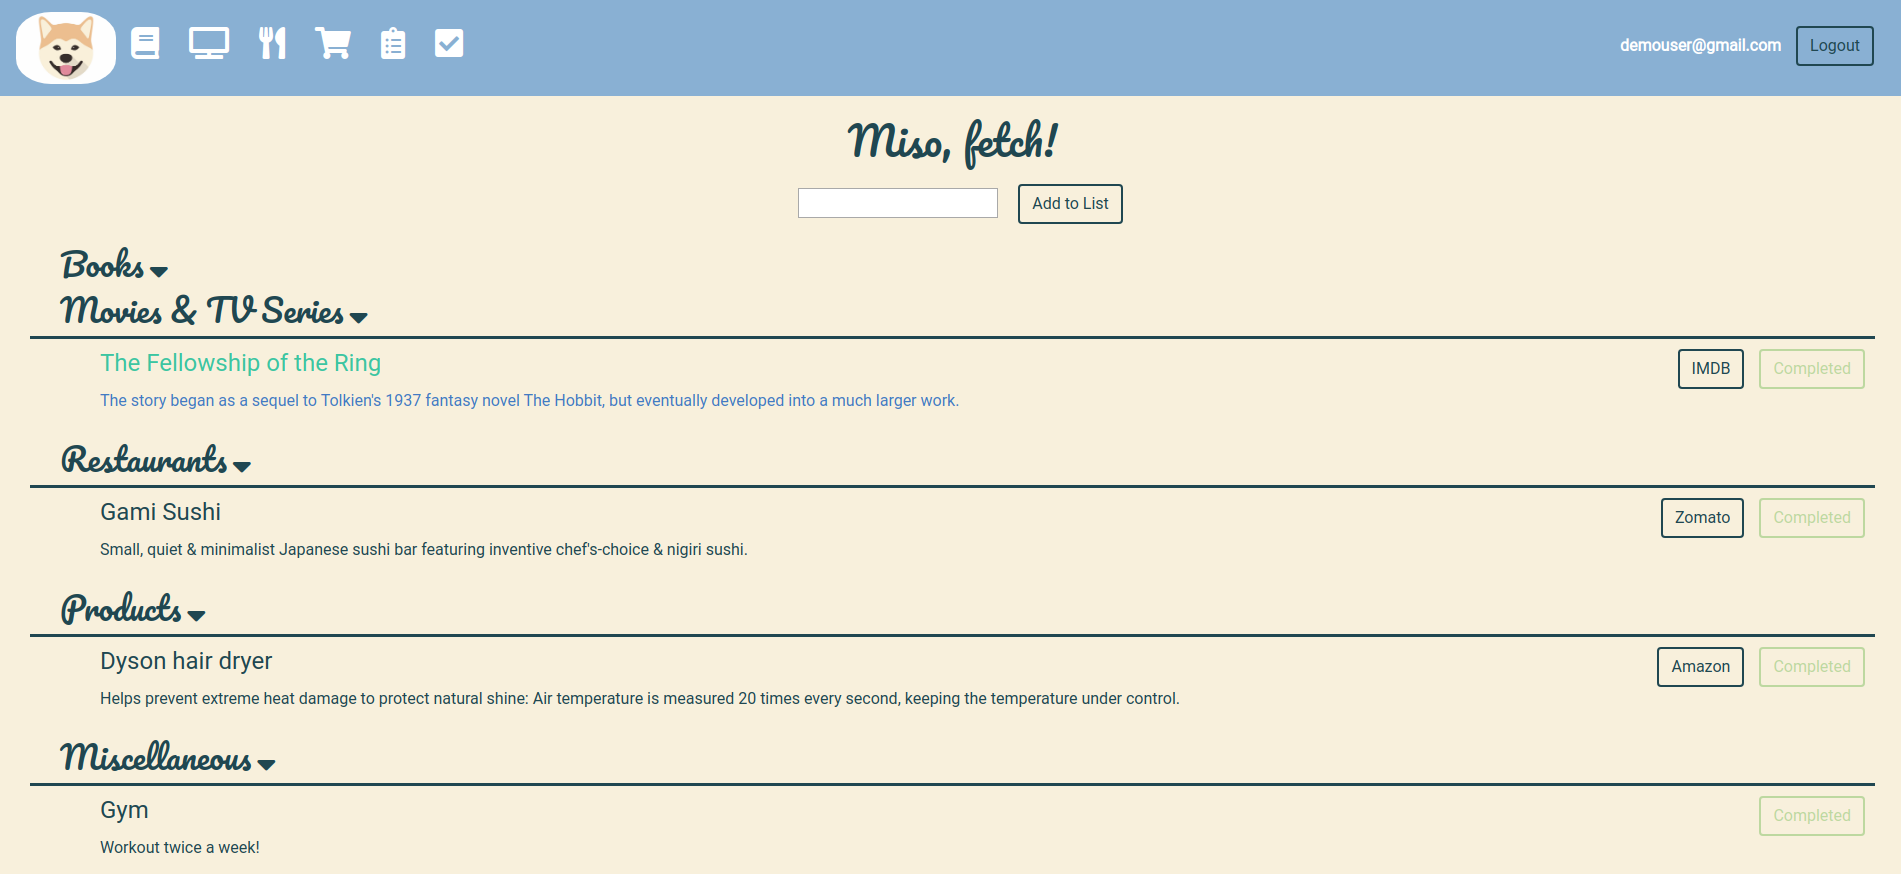 demouser@gmail.com Logout
Miso, fetch!
Add to List
Books
Movies & TV Series
The Fellowship of the Ring IMDB Completed
The story began as a sequel to Tolkien's 1937 fantasy novel The Hobbit, but eventually developed into a much larger work.
Restaurants
Gami Sushi Zomato Completed
Small, quiet & minimalist Japanese sushi bar featuring inventive chef's-choice & nigiri sushi.
Products
Dyson hair dryer Amazon Completed
Helps prevent extreme heat damage to protect natural shine: Air temperature is measured 20 times every second, keeping the temperature under control.
Miscellaneous
Gym Completed
Workout twice a week!